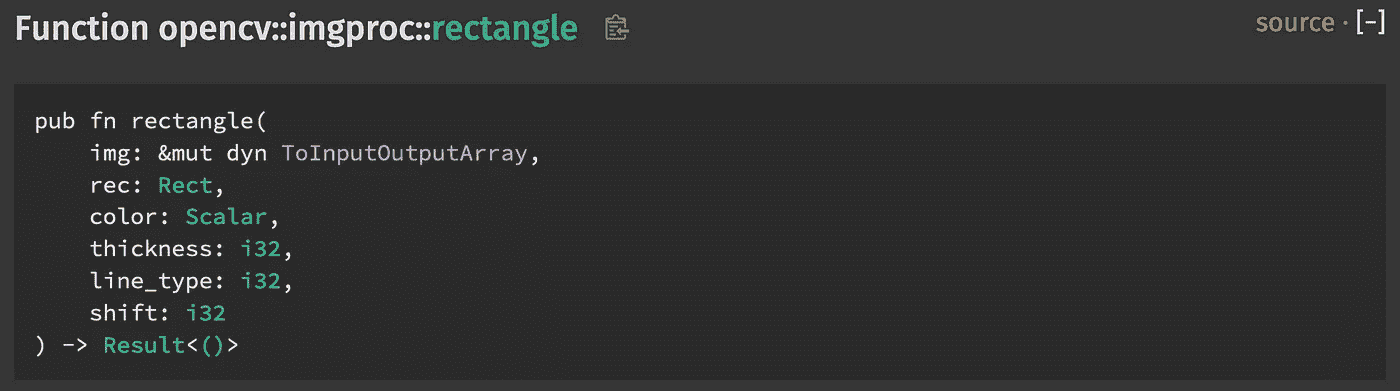 Function opencv::imgproc::rectangle
source · [-]
pub fn rectangle(
    img: &mut dyn ToInputOutputArray,
    rec: Rect,
    color: Scalar,
    thickness: i32,
    line_type: i32,
    shift: i32
) -> Result<()>